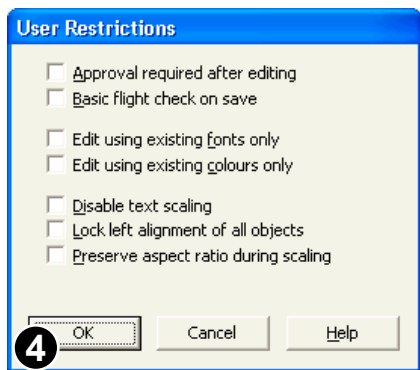 User Restrictions
Approval required after editing
Basic flight check on save
Edit using existing fonts only
Edit using existing colours only
Disable text scaling
Lock left alignment of all objects
Preserve aspect ratio during scaling
4 OK Cancel Help